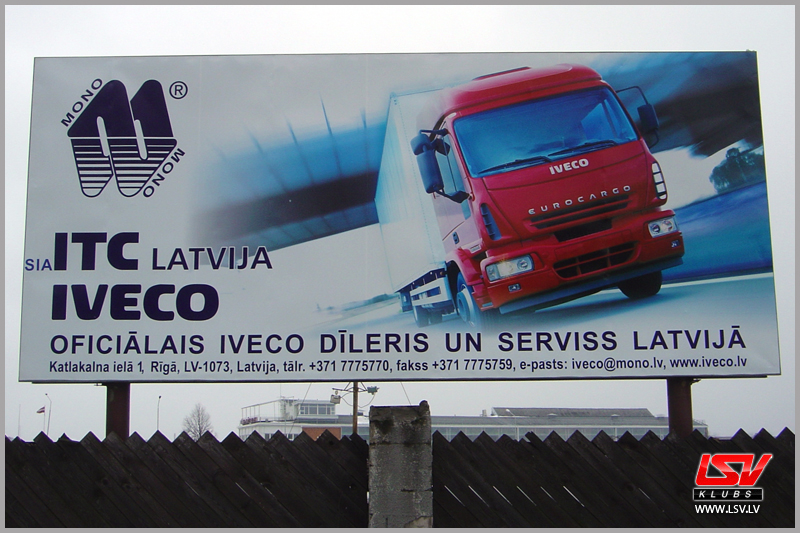 MONO
®
MONO
SIA ITC LATVIJA
IVECO
IVECO
EUROCARGO
OFICIĀLAIS IVECO DĪLERIS UN SERVISS LATVIJĀ
Katlakalna ielā 1, Rīgā, LV-1073, Latvija, tālr. +371 7775770, fakss +371 7775759, e-pasts: iveco@mono.lv, www.iveco.lv
LSV
KLUBS
WWW.LSV.LV